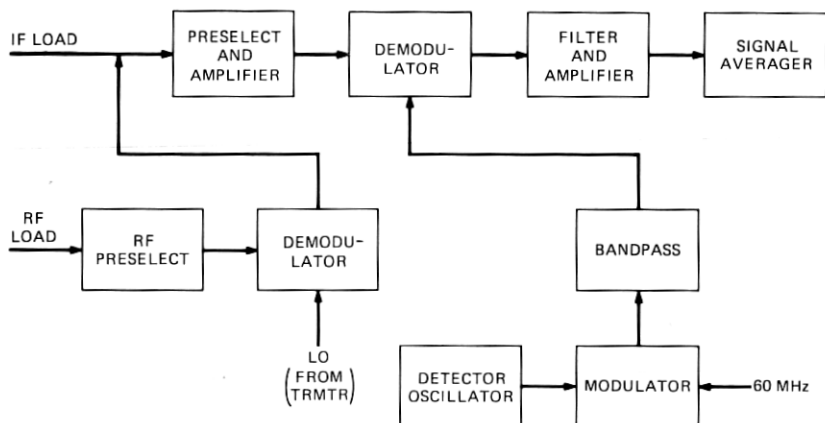 IF LOAD
PRESELECT
AND
AMPLIFIER
DEMODU-
LATOR
FILTER
AND
AMPLIFIER
SIGNAL
AVERAGER
RF
LOAD
RF
PRESELECT
DEMODU-
LATOR
BANDPASS
LO
(FROM
TRMTR)
DETECTOR
OSCILLATOR
MODULATOR
60 MHz